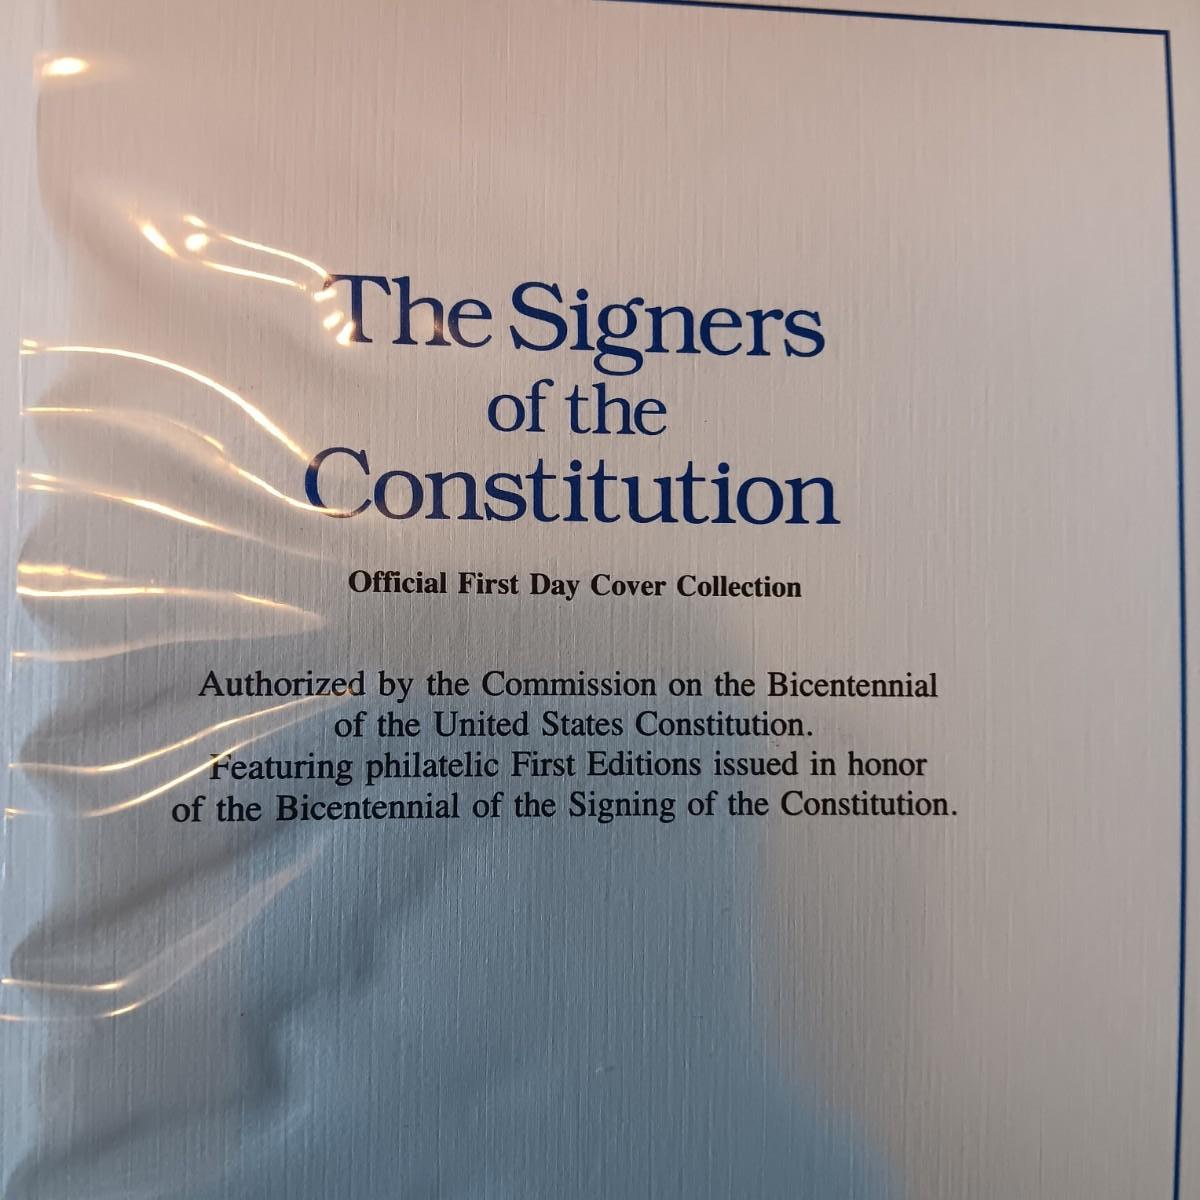 The Signers
of the
Constitution
Official First Day Cover Collection
Authorized by the Commission on the Bicentennial
of the United States Constitution.
Featuring philatelic First Editions issued in honor
of the Bicentennial of the Signing of the Constitution.